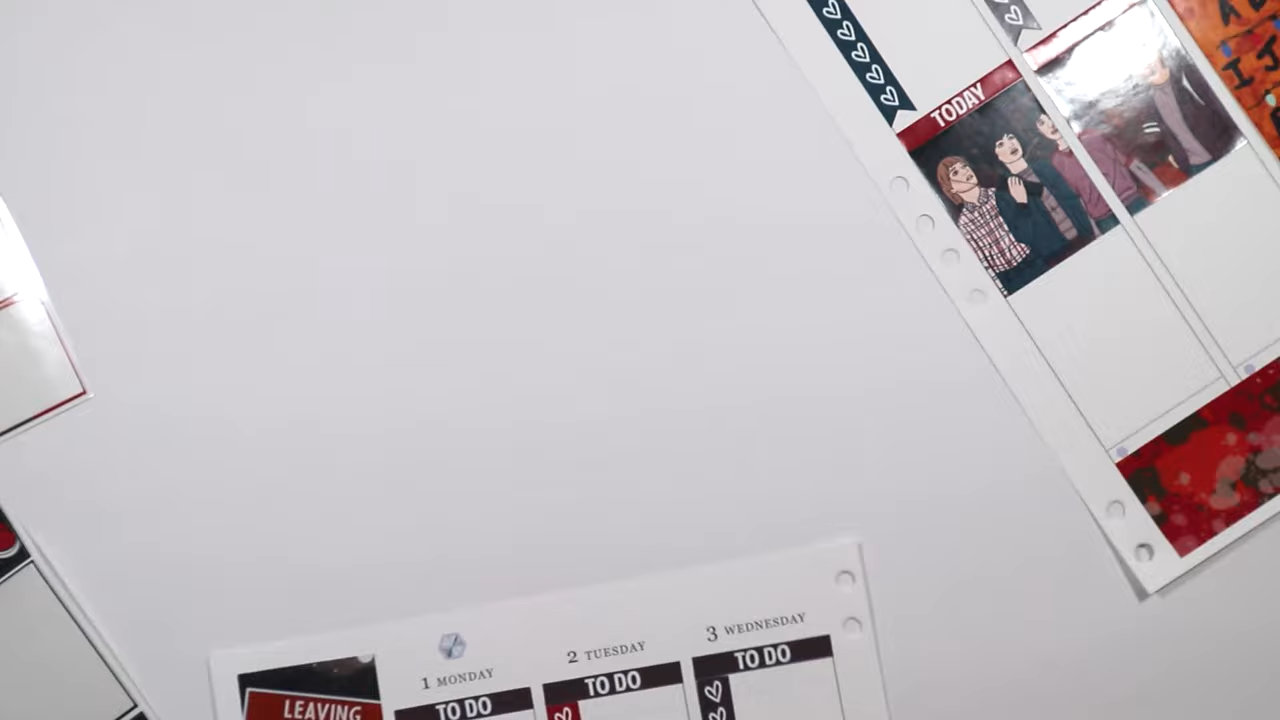 TODAY
A B
I J
3 WEDNESDAY
2 TUESDAY
1 MONDAY
TO DO
TO DO
TO DO
LEAVING